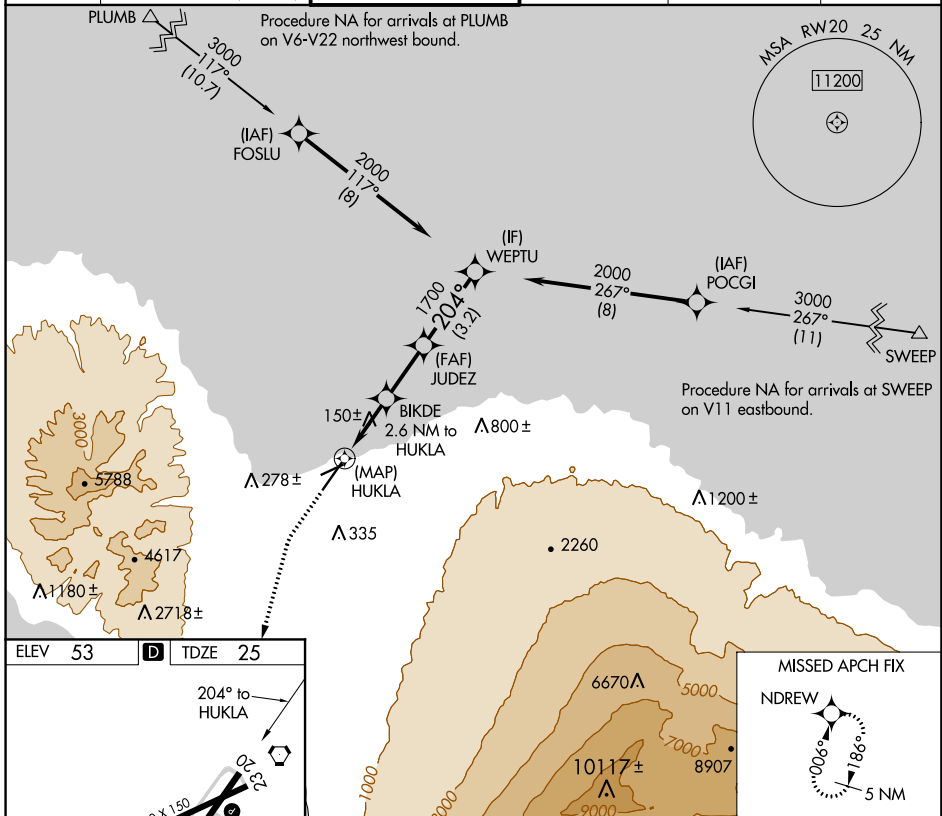 PLUMB
Procedure NA for arrivals at PLUMB
on V6-V22 northwest bound.
MSA RW20 25 NM
11200
3000
117°
(10.7)
(IAF)
FOSLU
2000
117°
(8)
(IF)
WEPTU
(IAF)
POCGI
2000
267°
(8)
3000
267°
(11)
SWEEP
1700
204°
(3.2)
(FAF)
JUDEZ
Procedure NA for arrivals at SWEEP
on V11 eastbound.
BIKDE
2.6 NM to
HUKLA
150±
800±
(MAP)
HUKLA
278±
335
1200±
3000
5788
4617
1180±
2718±
2260
ELEV 53
D
TDZE 25
204° to
HUKLA
23 20
X 150
P
1000
3000
5000
6670
7000
8907
10117±
9000
MISSED APCH FIX
NDREW
006°
186°
5 NM